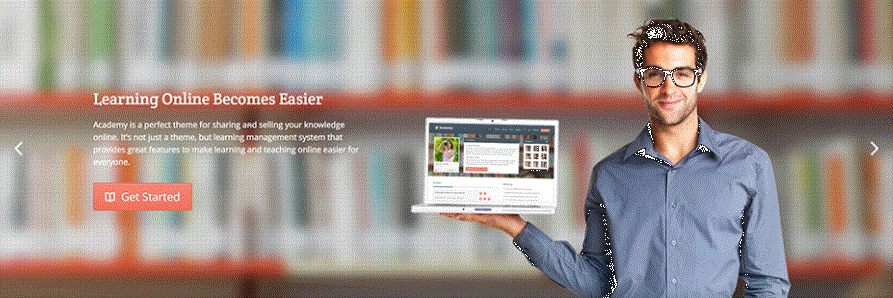 Learning Online Becomes Easier
Academy is a perfect theme for sharing and selling your knowledge
online. It's not just a theme, but learning management system that
provides great features to make learning and teaching online easier for
everyone.
Get Started